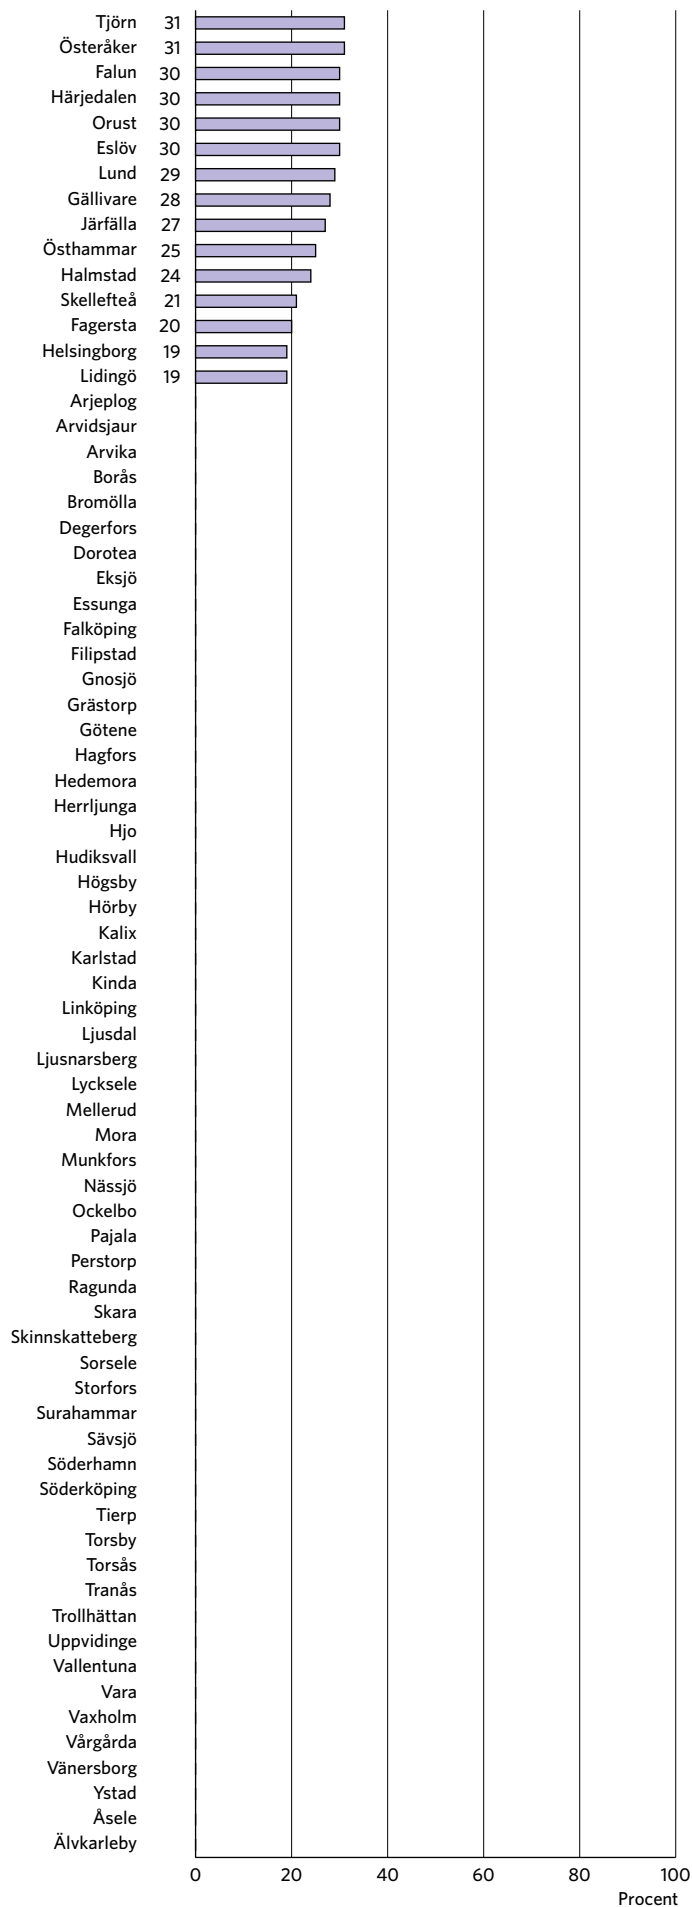 Tjörn 31
Österåker 31
Falun 30
Härjedalen 30
Orust 30
Eslöv 30
Lund 29
Gällivare 28
Järfälla 27
Östhammar 25
Halmstad 24
Skellefteå 21
Fagersta 20
Helsingborg 19
Lidingö 19
Arjeplog
Arvidsjaur
Arvika
Borås
Bromölla
Degerfors
Dorotea
Eksjö
Essunga
Falköping
Filipstad
Gnosjö
Grästorp
Götene
Hagfors
Hedemora
Herrljunga
Hjo
Hudiksvall
Högsby
Hörby
Kalix
Karlstad
Kinda
Linköping
Ljusdal
Ljusnarsberg
Lycksele
Mellerud
Mora
Munkfors
Nässjö
Ockelbo
Pajala
Perstorp
Ragunda
Skara
Skinnskatteberg
Sorsele
Storfors
Surahammar
Sävsjö
Söderhamn
Söderköping
Tierp
Torsby
Torsås
Tranås
Trollhättan
Uppvidinge
Vallentuna
Vara
Vaxholm
Vårgårda
Vänersborg
Ystad
Åsele
Älvkarleby
0 20 40 60 80 100
Procent